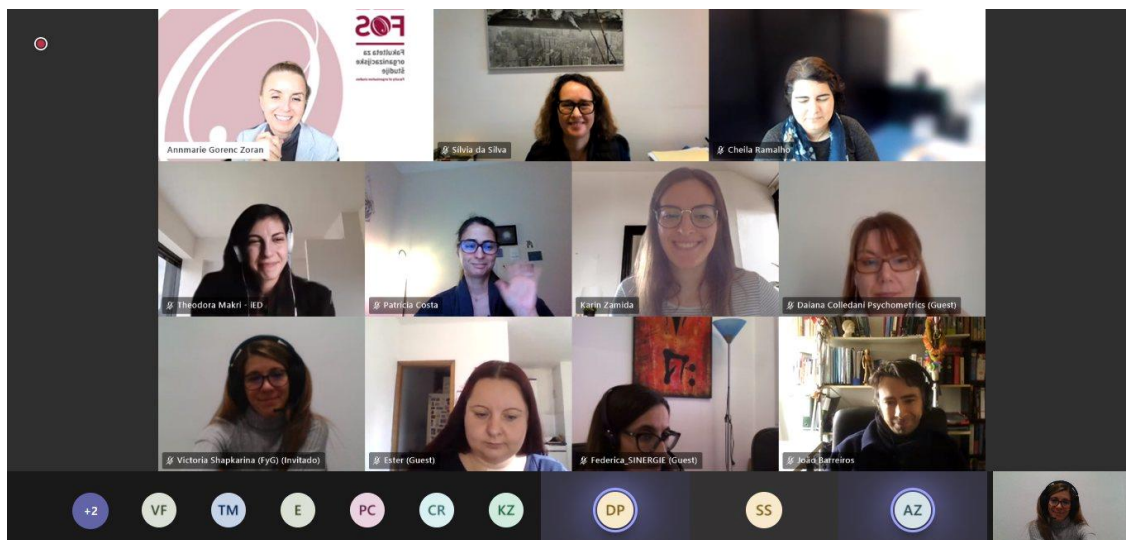 FOŠ
Fakulteta za
organizacijske
študije
Annmarie Gorenc Zoran
Sílvia da Silva
Cheila Ramalho
Theodora Makri - iED
Patrícia Costa
Karin Zamida
Daiana Colledani Psychometrics (Guest)
Victoria Shapkarina (FyG) (Invitado)
Ester (Guest)
Federica_SINERGIE (Guest)
João Barreiros
+2
VF
TM
E
PC
CR
KZ
DP
SS
AZ